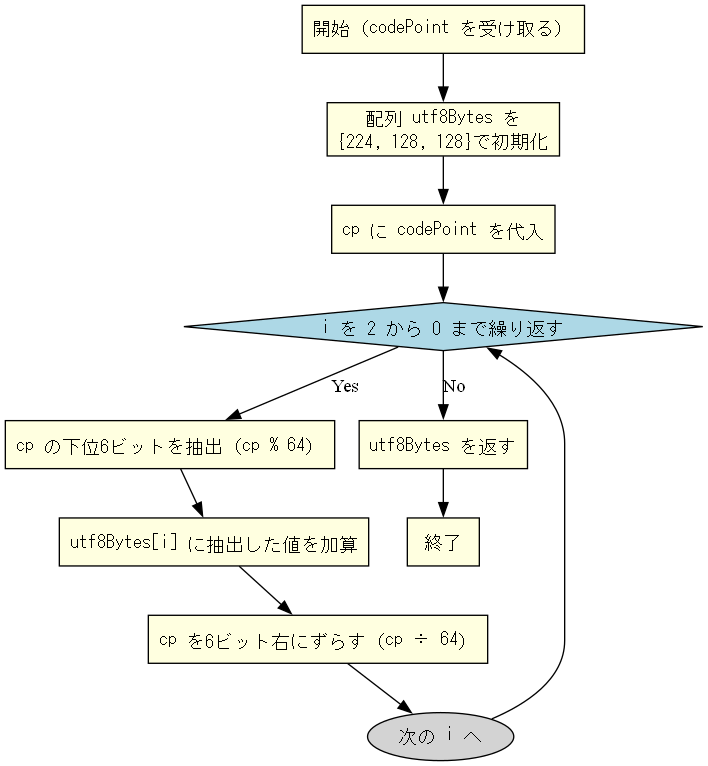 開始（codePoint を受け取る）
配列 utf8Bytes を
{224, 128, 128}で初期化
cp に codePoint を代入
i を 2 から 0 まで繰り返す
Yes
No
cp の下位6ビットを抽出（cp % 64）
utf8Bytes を返す
utf8Bytes[i] に抽出した値を加算
終了
cp を6ビット右にずらす（cp ÷ 64）
次の i へ